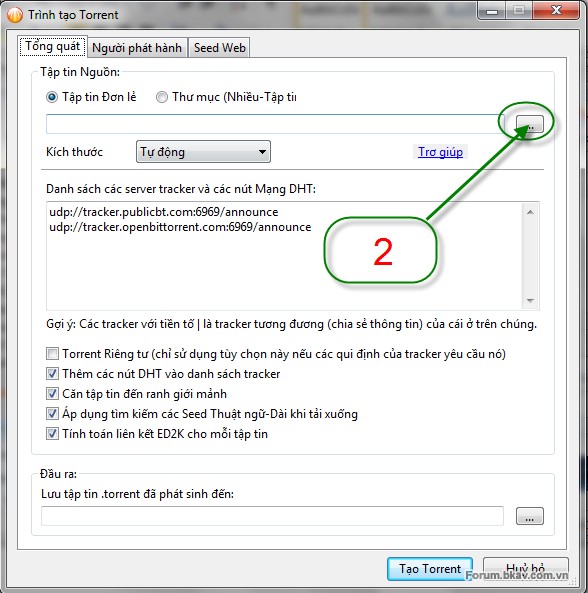 Trình tạo Torrent
Tổng quát Người phát hành Seed Web
Tập tin Nguồn:
Tập tin Đơn lẻ Thư mục (Nhiều-Tập tin
...
Kích thước Tự động Trợ giúp
Danh sách các server tracker và các nút Mạng DHT:
udp://tracker.publicbt.com:6969/announce
udp://tracker.openbittorrent.com:6969/announce
2
Gợi ý: Các tracker với tiền tố | là tracker tương đương (chia sẻ thông tin) của cái ở trên chúng.
Torrent Riêng tư (chỉ sử dụng tùy chọn này nếu các qui định của tracker yêu cầu nó)
Thêm các nút DHT vào danh sách tracker
Căn tập tin đến ranh giới mảnh
Áp dụng tìm kiếm các Seed Thuật ngữ-Dài khi tải xuống
Tính toán liên kết ED2K cho mỗi tập tin
Đầu ra:
Lưu tập tin .torrent đã phát sinh đến:
...
Tạo Torrent Huỷ bỏ
Forum.bkav.com.vn